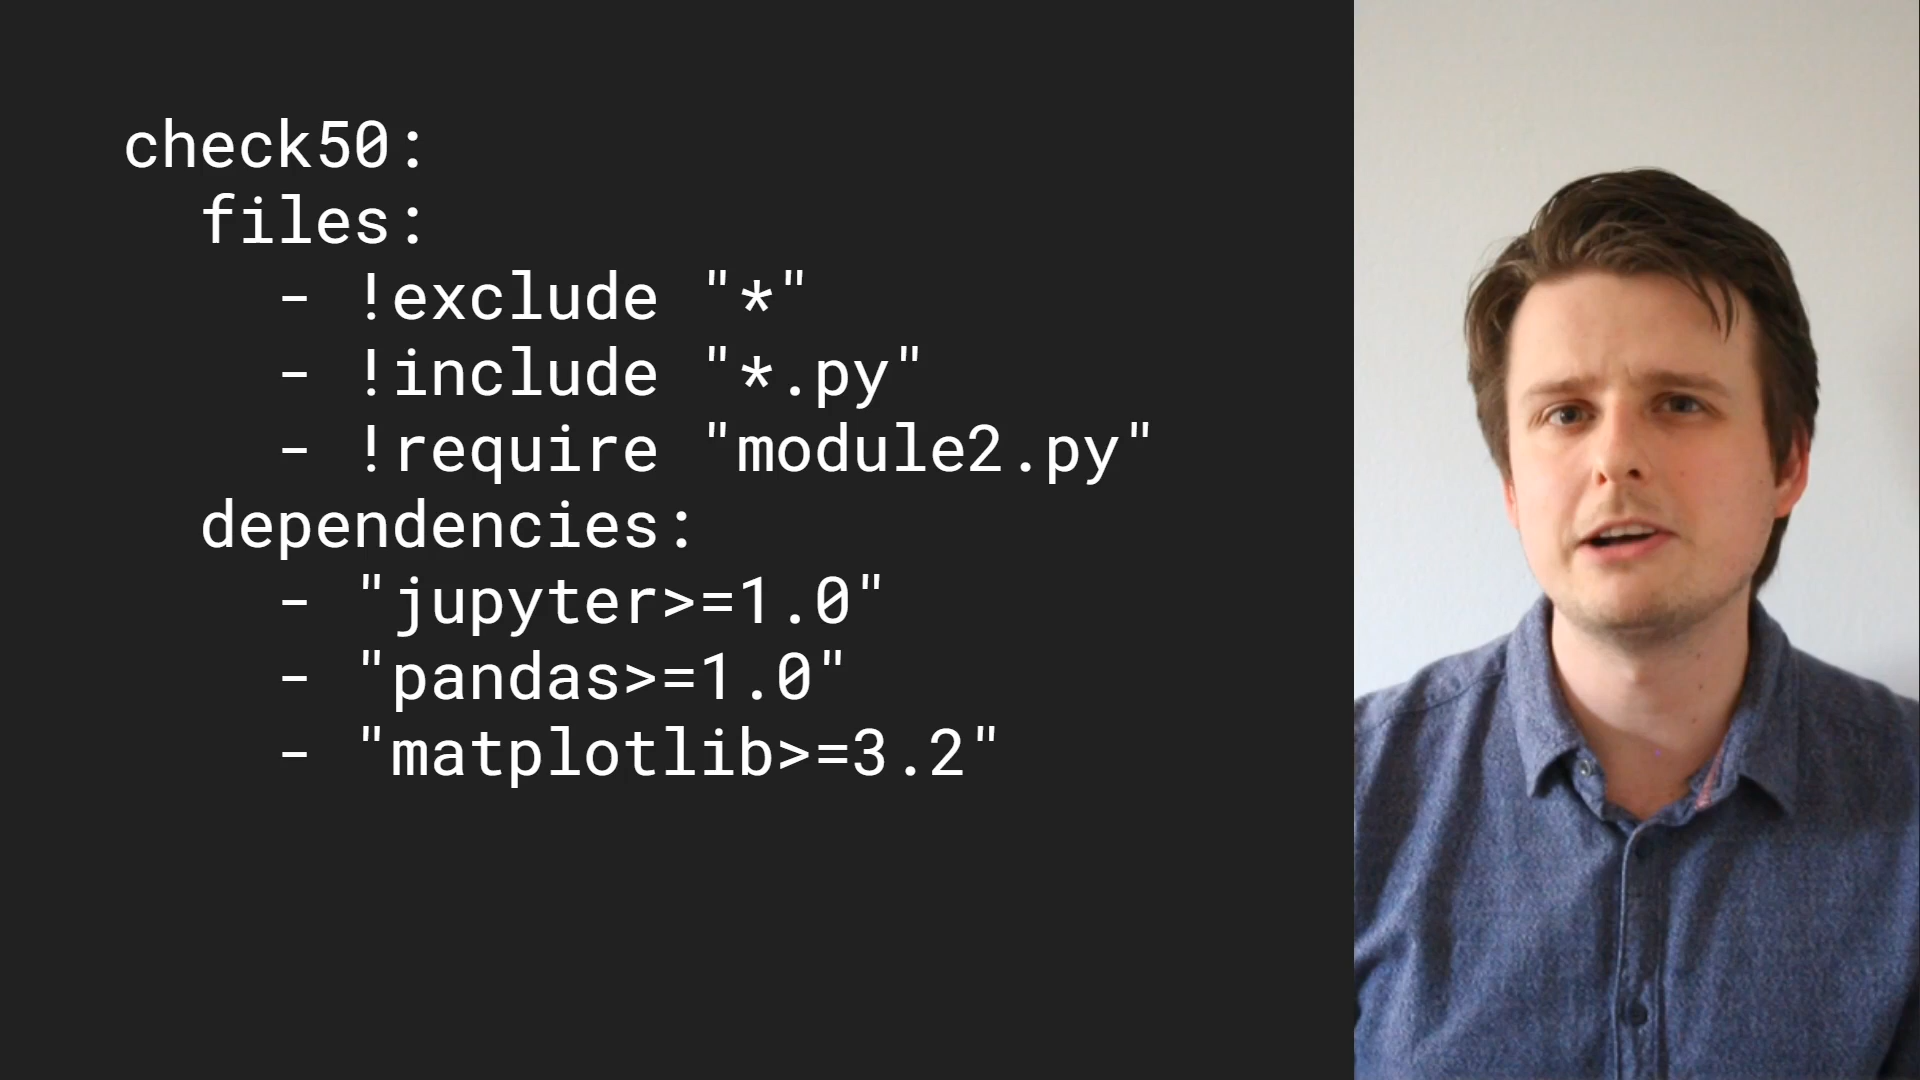 check50:
files:
- !exclude "*"
- !include "*.py"
- !require "module2.py"
dependencies:
- "jupyter>=1.0"
- "pandas>=1.0"
- "matplotlib>=3.2"